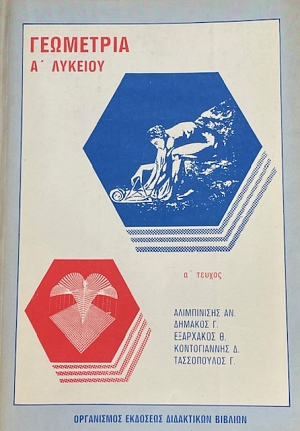 ΓΕΩΜΕΤΡΙΑ
Α΄ ΛΥΚΕΙΟΥ
α΄ τευχος
ΑΛΙΜΠΙΝΙΣΗΣ ΑΝ.
ΔΗΜΑΚΟΣ Γ.
ΕΞΑΡΧΑΚΟΣ Θ.
ΚΟΝΤΟΓΙΑΝΝΗΣ Δ.
ΤΑΣΣΟΠΟΥΛΟΣ Γ.
ΟΡΓΑΝΙΣΜΟΣ ΕΚΔΟΣΕΩΣ ΔΙΔΑΚΤΙΚΩΝ ΒΙΒΛΙΩΝ